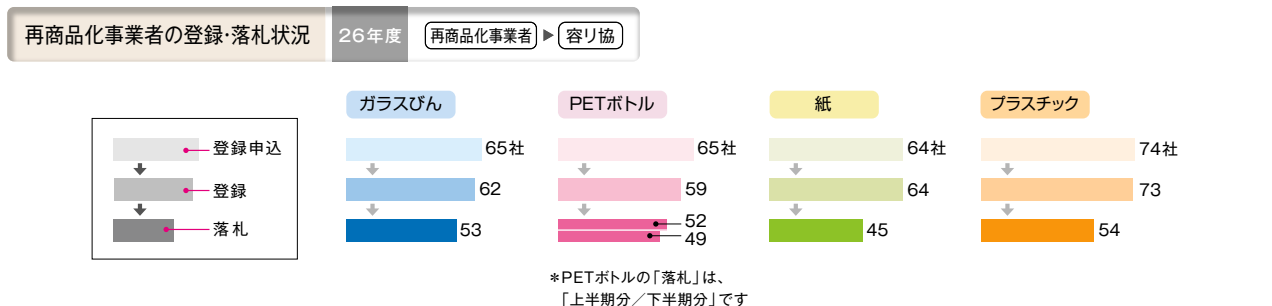 再商品化事業者の登録・落札状況 26年度 再商品化事業者 ▶ 容リ協
ガラスびん PETボトル 紙 プラスチック
登録申込 65社 65社 64社 74社
登録 62 59 64 73
落札 53 52 45 54
49
*PETボトルの「落札」は、
「上半期分／下半期分」です